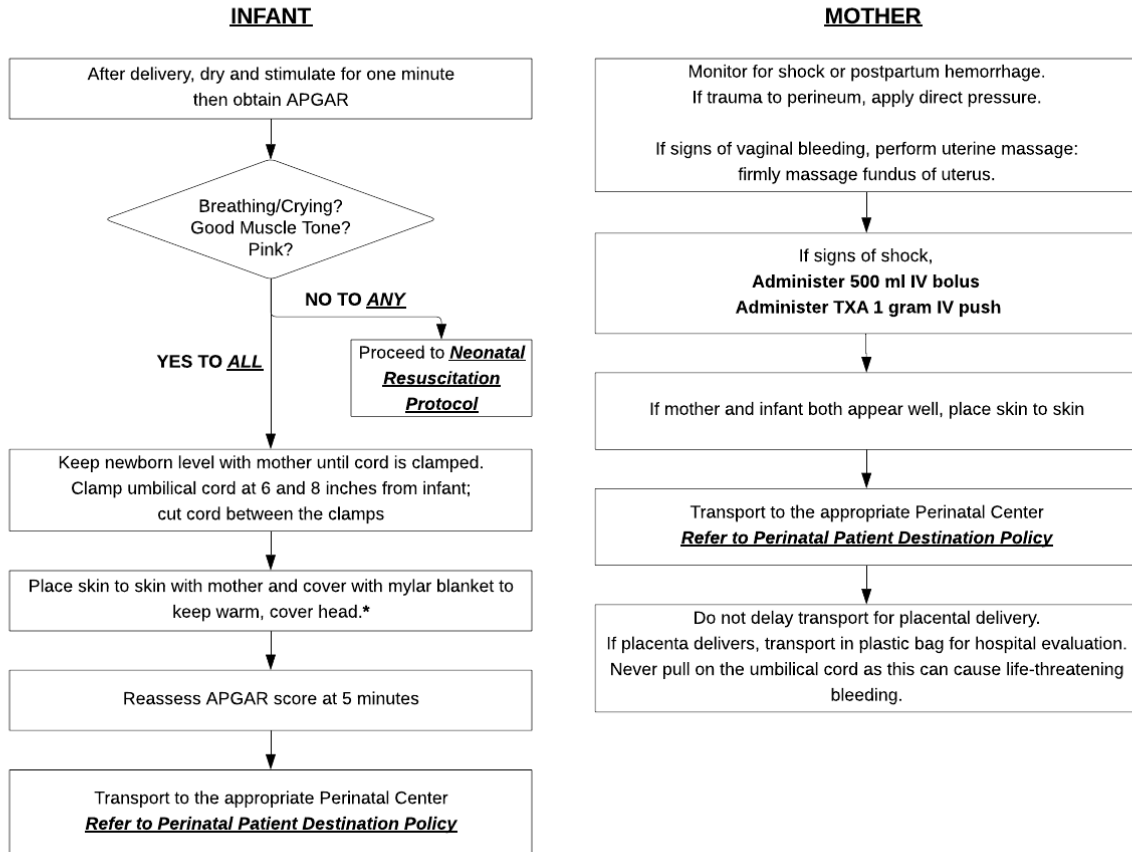 INFANT
After delivery, dry and stimulate for one minute
then obtain APGAR
Breathing/Crying?
Good Muscle Tone?
Pink?
NO TO ANY
YES TO ALL
Proceed to Neonatal
Resuscitation
Protocol
Keep newborn level with mother until cord is clamped.
Clamp umbilical cord at 6 and 8 inches from infant;
cut cord between the clamps
Place skin to skin with mother and cover with mylar blanket to
keep warm, cover head.*
Reassess APGAR score at 5 minutes
Transport to the appropriate Perinatal Center
Refer to Perinatal Patient Destination Policy
MOTHER
Monitor for shock or postpartum hemorrhage.
If trauma to perineum, apply direct pressure.
If signs of vaginal bleeding, perform uterine massage:
firmly massage fundus of uterus.
If signs of shock,
Administer 500 ml IV bolus
Administer TXA 1 gram IV push
If mother and infant both appear well, place skin to skin
Transport to the appropriate Perinatal Center
Refer to Perinatal Patient Destination Policy
Do not delay transport for placental delivery.
If placenta delivers, transport in plastic bag for hospital evaluation.
Never pull on the umbilical cord as this can cause life-threatening
bleeding.